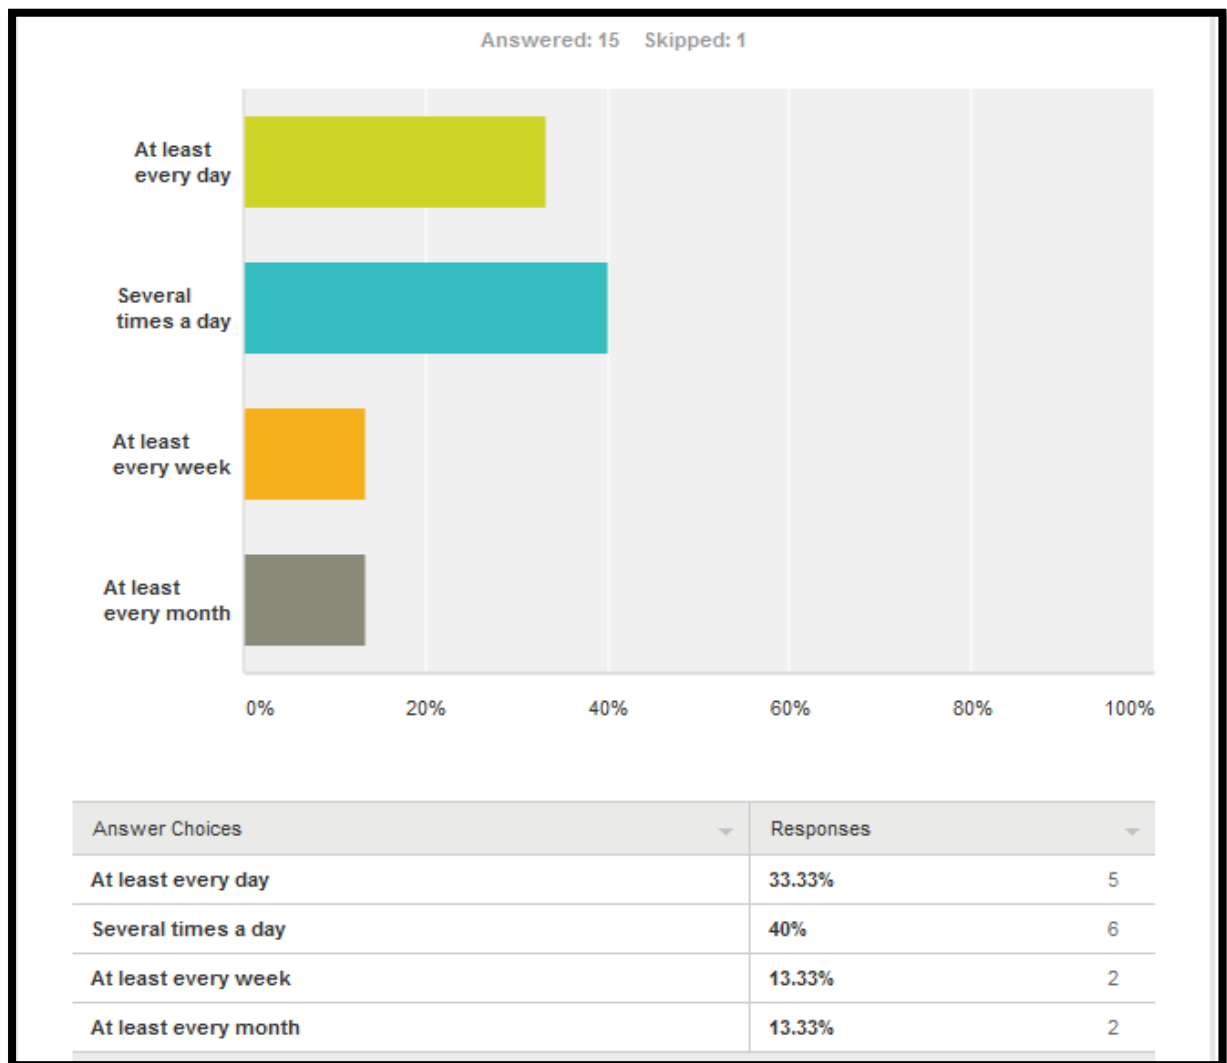 Answered: 15 Skipped: 1
At least
every day
Several
times a day
At least
every week
At least
every month
0% 20% 40% 60% 80% 100%
Answer Choices Responses
At least every day 33.33% 5
Several times a day 40% 6
At least every week 13.33% 2
At least every month 13.33% 2